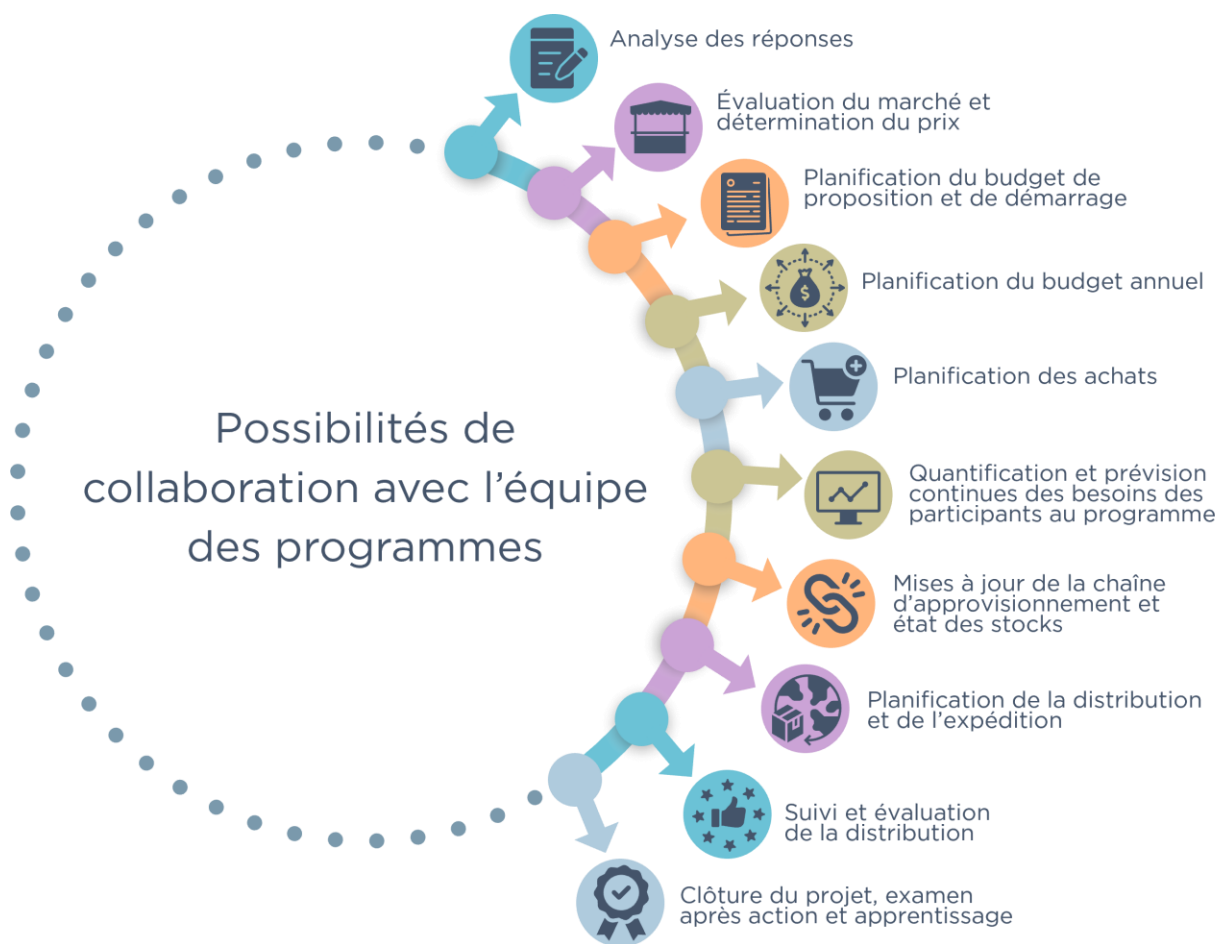 Analyse des réponses
Évaluation du marché et
détermination du prix
Planification du budget de
proposition et de démarrage
Planification du budget annuel
Planification des achats
Possibilités de
collaboration avec l’équipe
des programmes
Quantification et prévision
continues des besoins des
participants au programme
Mises à jour de la chaîne
d’approvisionnement et
état des stocks
Planification de la distribution
et de l’expédition
Suivi et évaluation
de la distribution
Clôture du projet, examen
après action et apprentissage
$